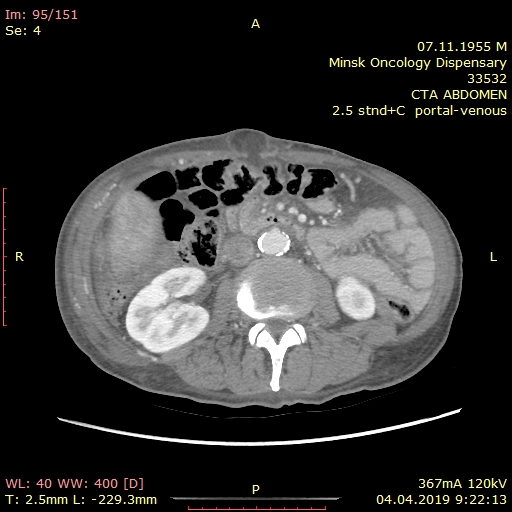 Im: 95/151
Se: 4
A
07.11.1955 M
Minsk Oncology Dispensary
33532
CTA ABDOMEN
2.5 stnd+C portal-venous
R
L
WL: 40 WW: 400 [D]
T: 2.5mm L: -229.3mm
P
367mA 120kV
04.04.2019 9:22:13